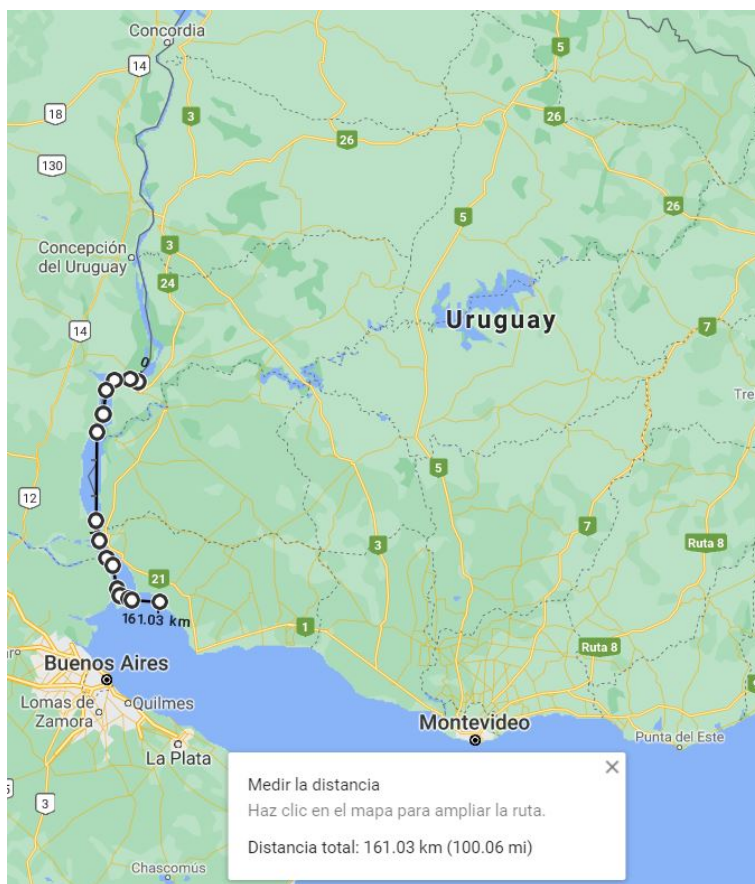 Concordia
14
5
18
3
26
26
130
5
26
3
Concepción
del Uruguay
24
14
Uruguay
7
0
5
12
3
7
Ruta 8
21
161.03 km
1
Buenos Aires
Ruta 8
Lomas de
Zamora
Quilmes
Montevideo
Punta del Este
La Plata
Medir la distancia
Haz clic en el mapa para ampliar la ruta.
3
Distancia total: 161.03 km (100.06 mi)
Chascomús